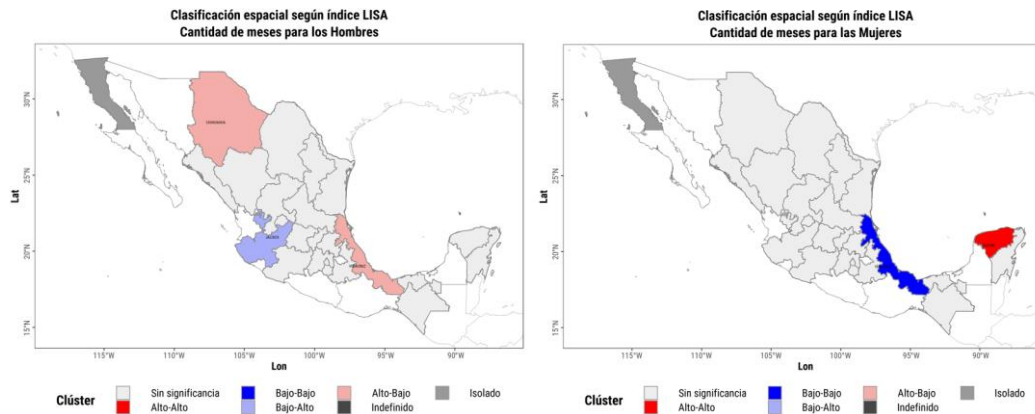 Clasificación espacial según índice LISA
Cantidad de meses para los Hombres
30°N
25°N
20°N
15°N
Lat
115°W
110°W
105°W
100°W
95°W
90°W
Lon
Clúster
Sin significancia
Bajo-Bajo
Alto-Bajo
Isolado
Alto-Alto
Bajo-Alto
Indefinido
Clasificación espacial según índice LISA
Cantidad de meses para las Mujeres
30°N
25°N
20°N
15°N
Lat
115°W
110°W
105°W
100°W
95°W
90°W
Lon
Clúster
Sin significancia
Bajo-Bajo
Alto-Bajo
Isolado
Alto-Alto
Bajo-Alto
Indefinido